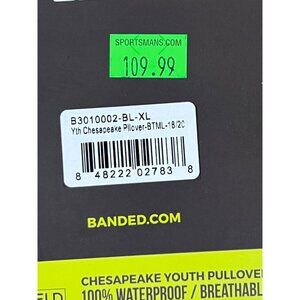 SPORTSMANS.COM
109.99
B3010002-BL-XL
Yth Chesapeake Pllover-BTML-18/20
8 48222 02783 8
BANDED.COM
CHESAPEAKE YOUTH PULLOVER
100% WATERPROOF / BREATHABL